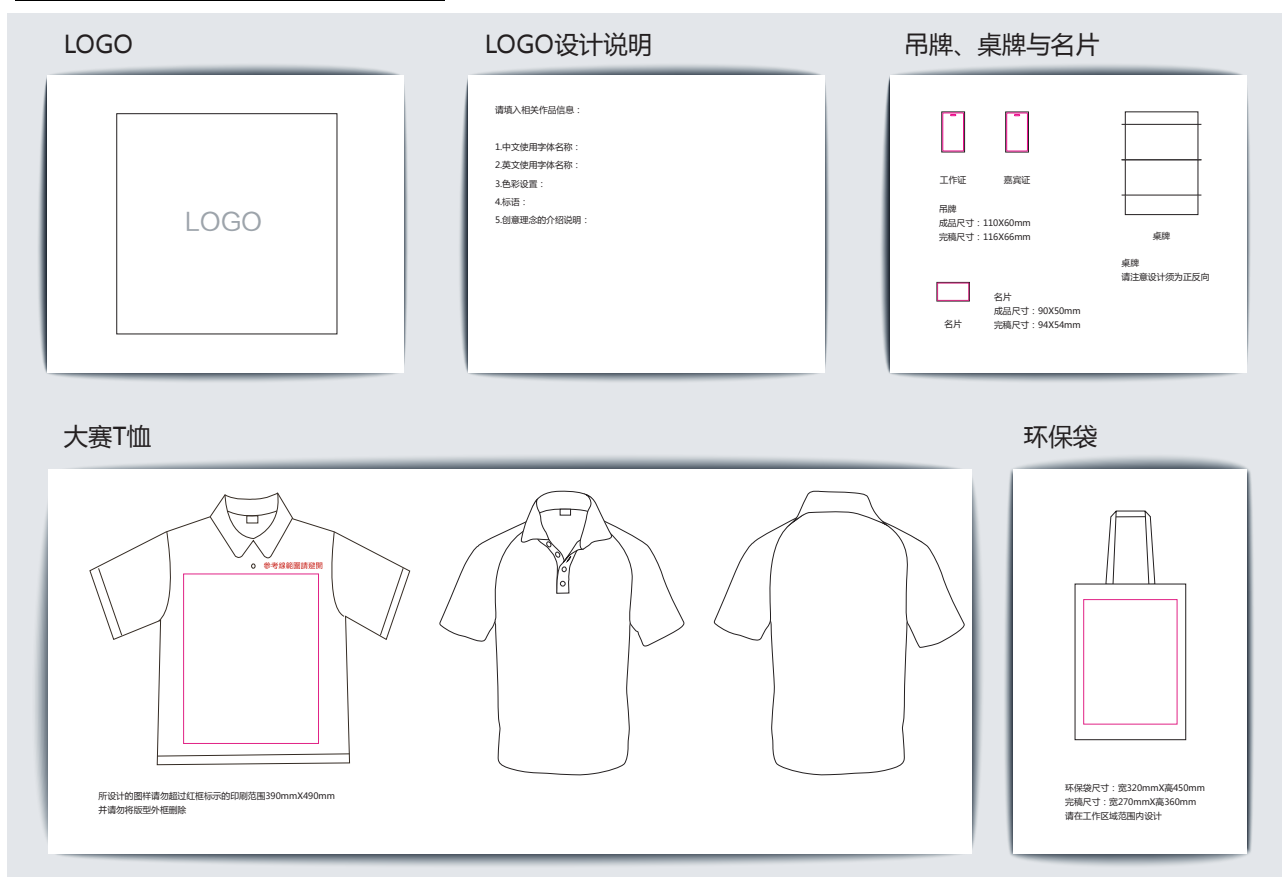 LOGO
LOGO
LOGO设计说明
请填入相关作品信息：
1.中文使用字体名称：
2.英文使用字体名称：
3.色彩设置：
4.标语：
5.创意理念的介绍说明：
吊牌、桌牌与名片
工作证
嘉宾证
吊牌
成品尺寸：110X60mm
完稿尺寸：116X66mm
桌牌
桌牌
请注意设计须为正反向
名片
名片
成品尺寸：90X50mm
完稿尺寸：94X54mm
大赛T恤
参考線範圍請避開
所设计的图样请勿超过红框标示的印刷范围390mmX490mm
并请勿将版型外框删除
环保袋
环保袋尺寸：宽320mmX高450mm
完稿尺寸：宽270mmX高360mm
请在工作区域范围内设计